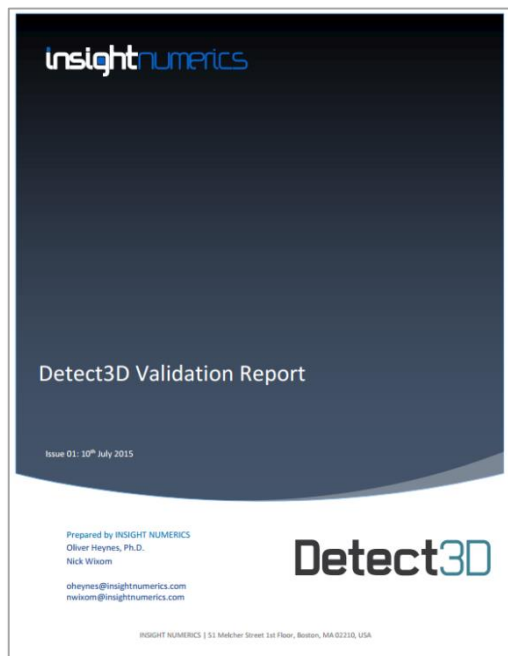 insightnumerics
Detect3D Validation Report
Issue 01: 10th July 2015
Prepared by INSIGHT NUMERICS
Oliver Heynes, Ph.D.
Nick Wixom
Detect3D
oheynes@insightnumerics.com
nwixom@insightnumerics.com
INSIGHT NUMERICS | 51 Melcher Street 1st Floor, Boston, MA 02210, USA